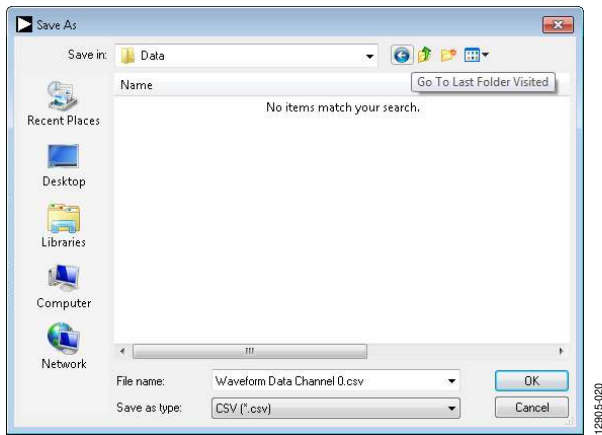 Save As
Save in:
Data
Go To Last Folder Visited
Name
No items match your search.
Recent Places
Desktop
Libraries
Computer
Network
File name:
Waveform Data Channel 0.csv
OK
Save as type:
CSV (*.csv)
Cancel
12905-020